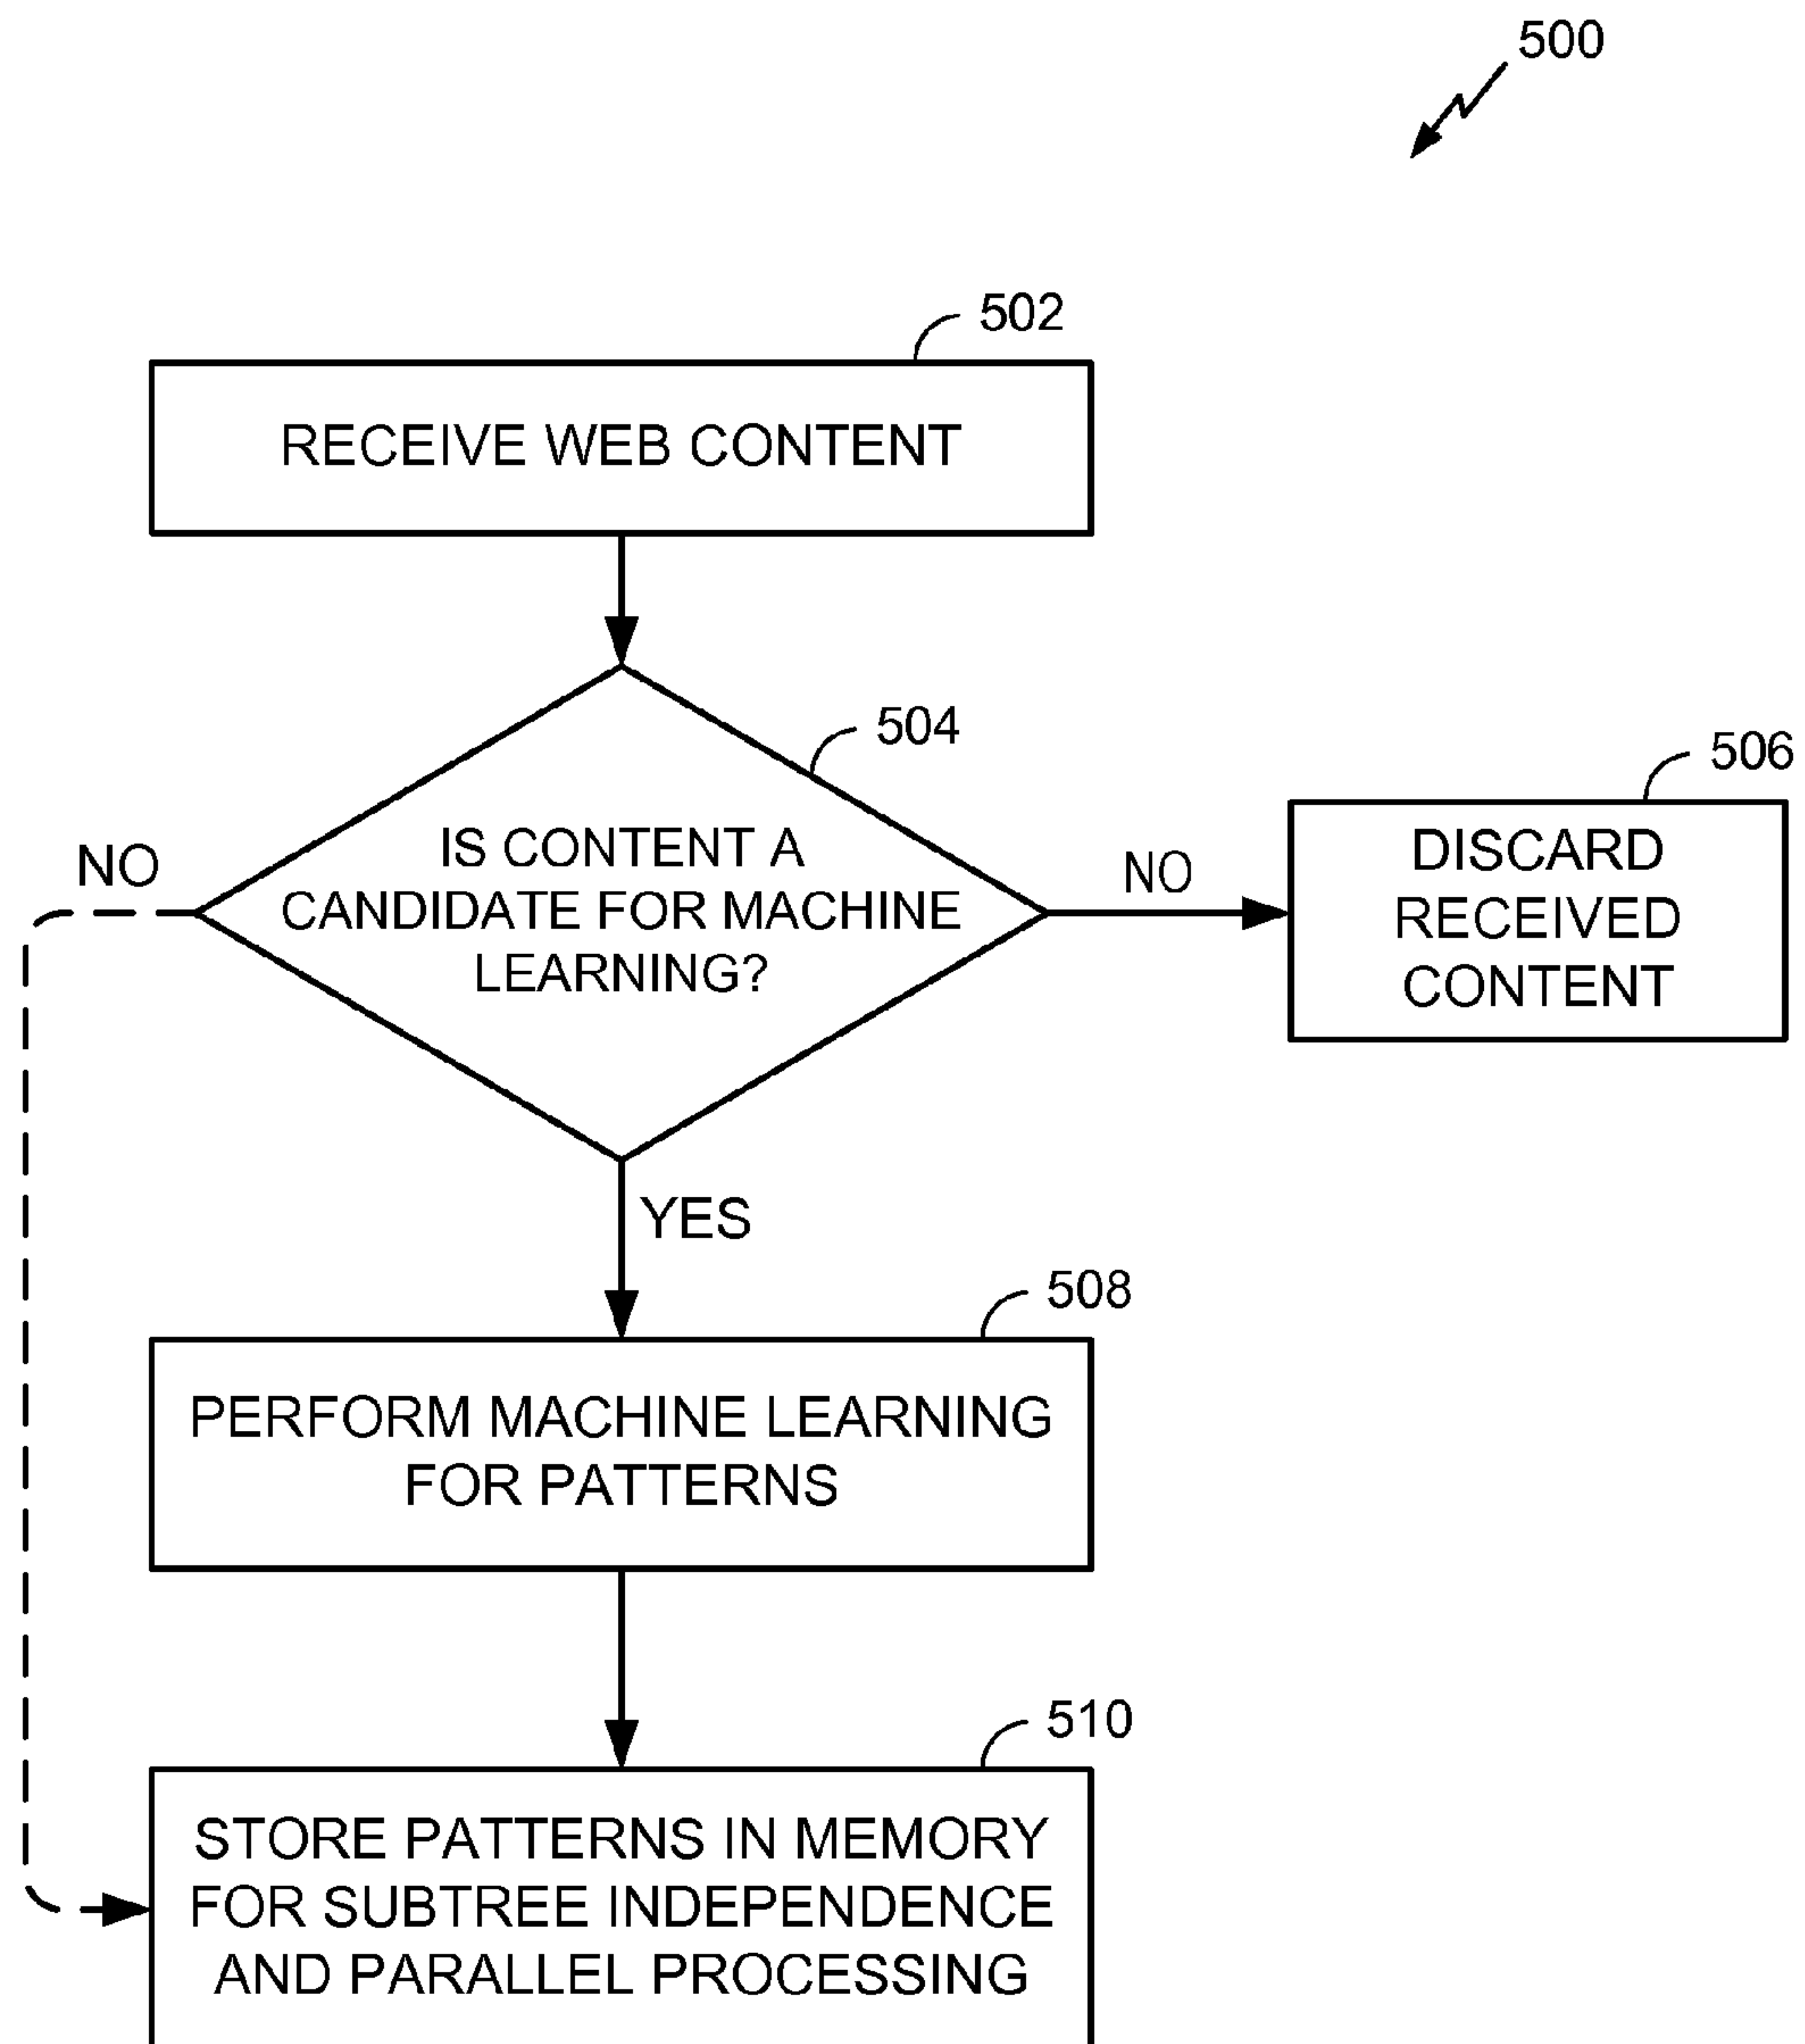 500
502
RECEIVE WEB CONTENT
504
IS CONTENT A
CANDIDATE FOR MACHINE
LEARNING?
NO
NO
506
DISCARD
RECEIVED
CONTENT
YES
508
PERFORM MACHINE LEARNING
FOR PATTERNS
510
STORE PATTERNS IN MEMORY
FOR SUBTREE INDEPENDENCE
AND PARALLEL PROCESSING